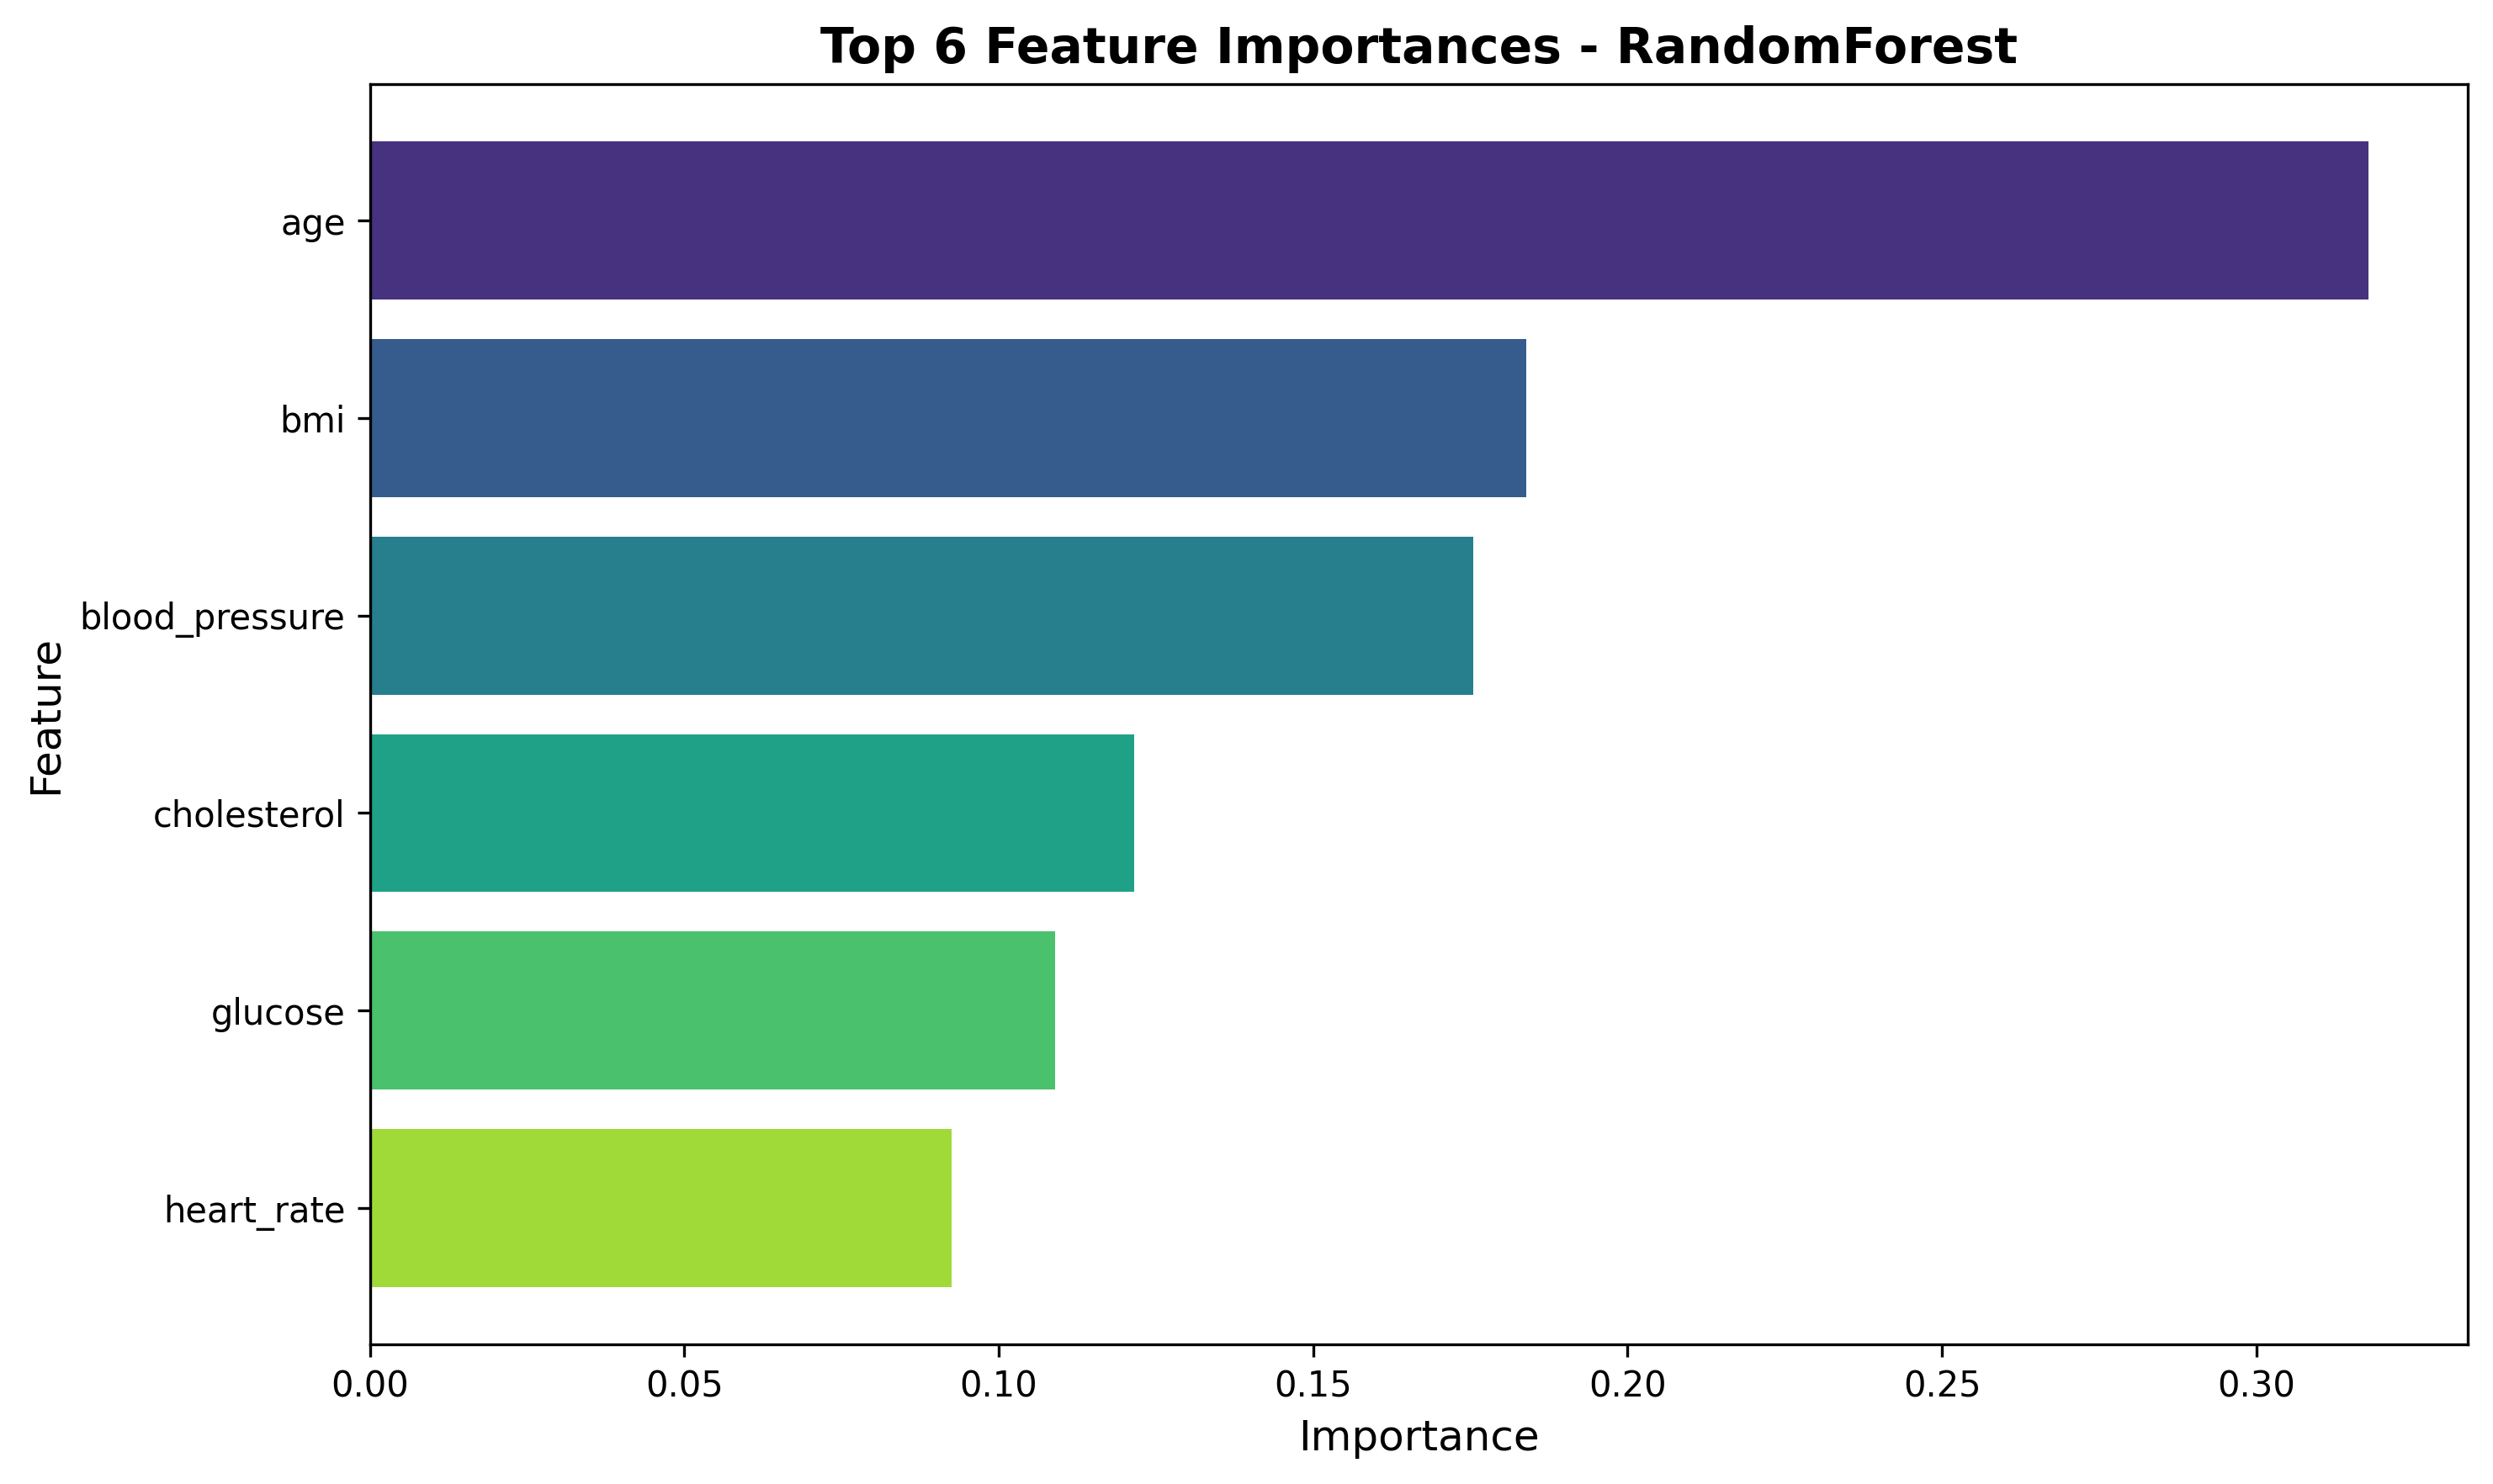 Top 6 Feature Importances - RandomForest
Feature
age
bmi
blood_pressure
cholesterol
glucose
heart_rate
0.00 0.05 0.10 0.15 0.20 0.25 0.30
Importance